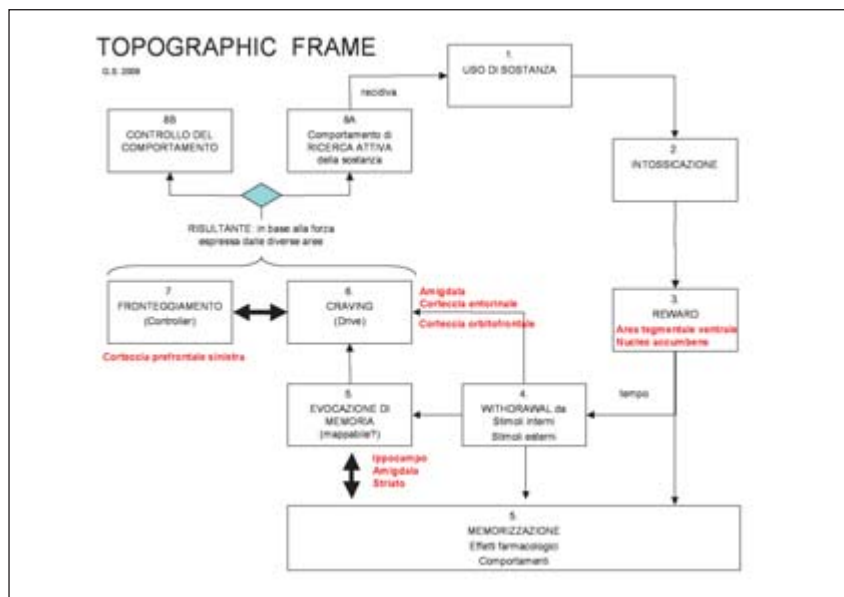 TOPOGRAPHIC FRAME
G.S. 2009
1.
USO DI SOSTANZA
recidiva
8B
CONTROLLO DEL
COMPORTAMENTO
8A
Comportamento di
RICERCA ATTIVA
della sostanza
2
INTOSSICAZIONE
RISULTANTE: in base alla forza
espressa dalle diverse aree
7.
FRONTEGGIAMENTO
(Controller)
Corteccia prefrontale sinistra
6.
CRAVING
(Drive)
Amigdala
Corteccia entorinale
Corteccia orbitofrontale
3.
REWARD
Area tegmentale ventrale
Nucleo accumbens
tempo
5.
EVOCAZIONE DI
MEMORIA
(mappabile?)
4.
WITHDRAWAL da
Stimoli interni
Stimoli esterni
Ippocampo
Amigdala
Striato
5.
MEMORIZZAZIONE
Effetti farmacologici
Comportamenti